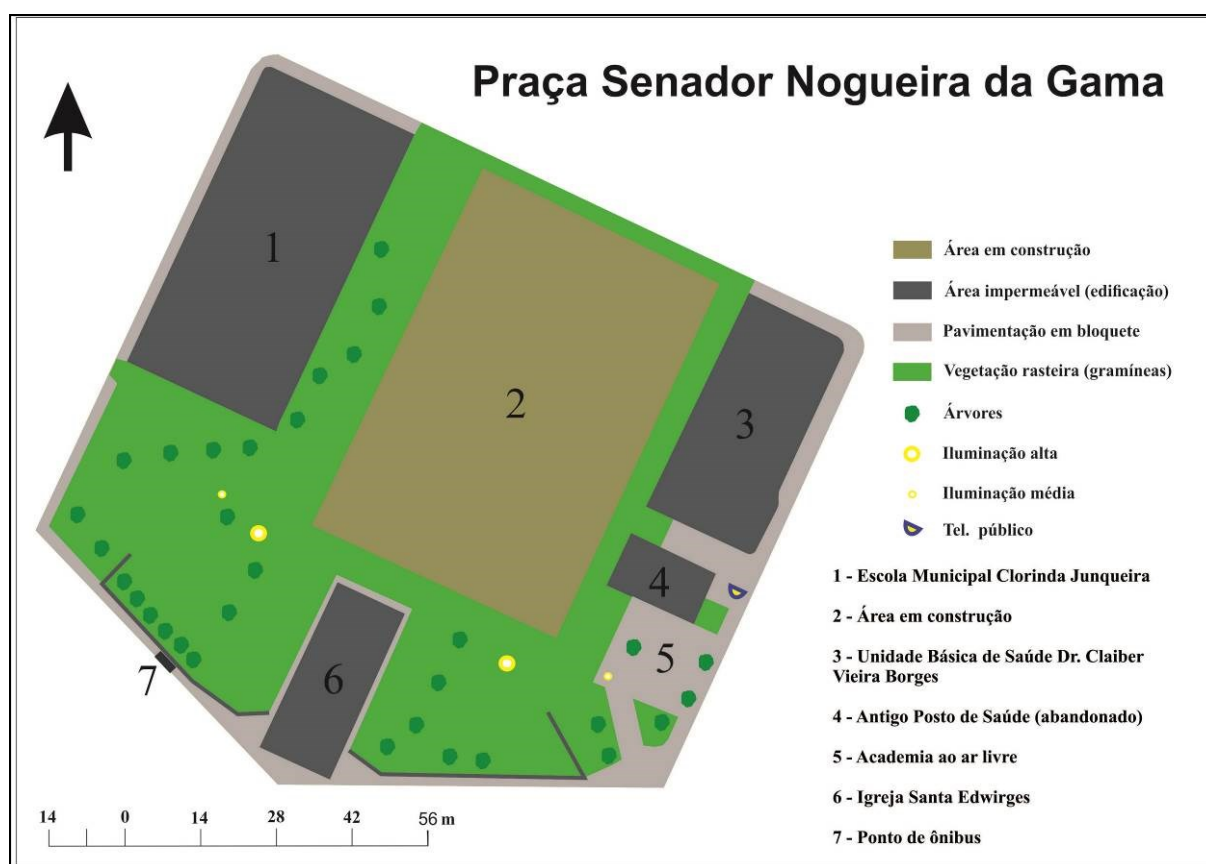 Praça Senador Nogueira da Gama
Área em construção
Área impermeável (edificação)
Pavimentação em bloquete
Vegetação rasteira (gramíneas)
Árvores
Iluminação alta
Iluminação média
Tel. público
1 - Escola Municipal Clorinda Junqueira
2 - Área em construção
3 - Unidade Básica de Saúde Dr. Claiber
Vieira Borges
4 - Antigo Posto de Saúde (abandonado)
5 - Academia ao ar livre
6 - Igreja Santa Edwirges
7 - Ponto de ônibus
1
2
3
4
5
6
7
14 0 14 28 42 56 m